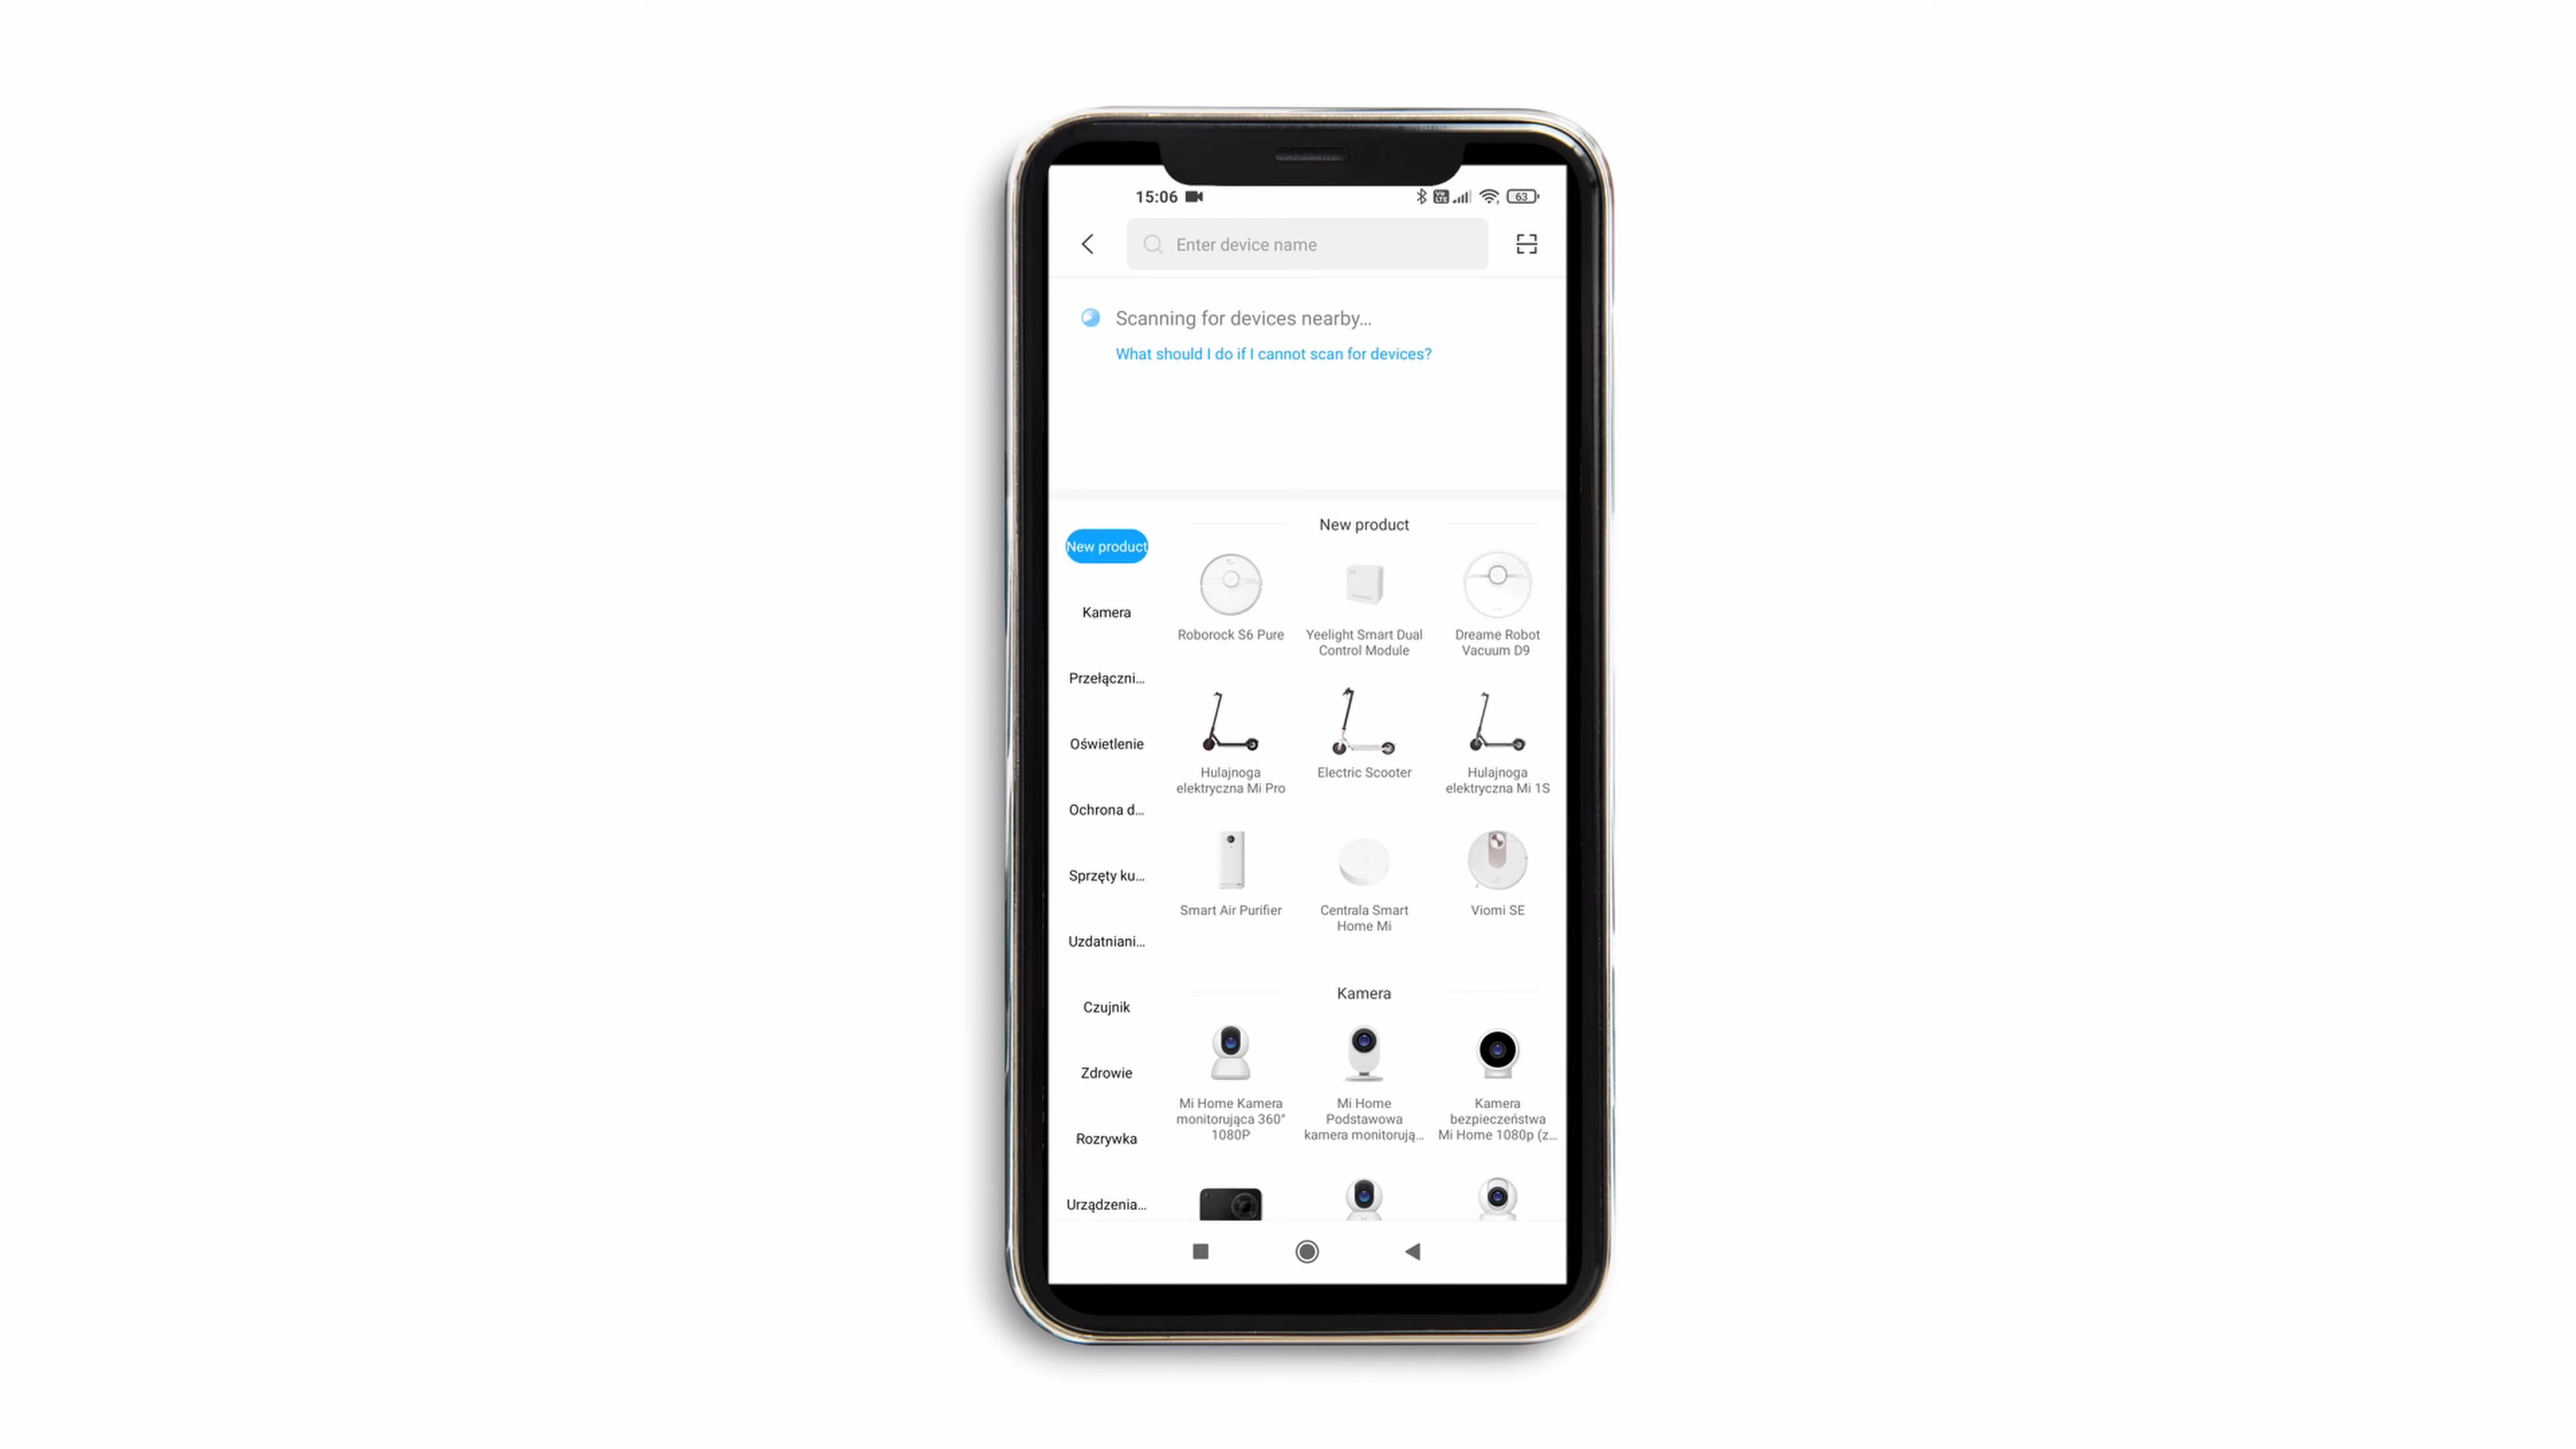 15:06
63
Enter device name
Scanning for devices nearby...
What should I do if I cannot scan for devices?
New product
Kamera
Przełączni...
Oświetlenie
Ochrona d...
Sprzęty ku...
Uzdatniani...
Czujnik
Zdrowie
Rozrywka
Urządzenia...
New product
Roborock S6 Pure
Yeelight Smart Dual
Control Module
Dreame Robot
Vacuum D9
Hulajnoga
elektryczna Mi Pro
Electric Scooter
Hulajnoga
elektryczna Mi 1S
Smart Air Purifier
Centrala Smart
Home Mi
Viomi SE
Kamera
Mi Home Kamera
monitorująca 360°
1080P
Mi Home
Podstawowa
kamera monitorują...
Kamera
bezpieczeństwa
Mi Home 1080p (z...